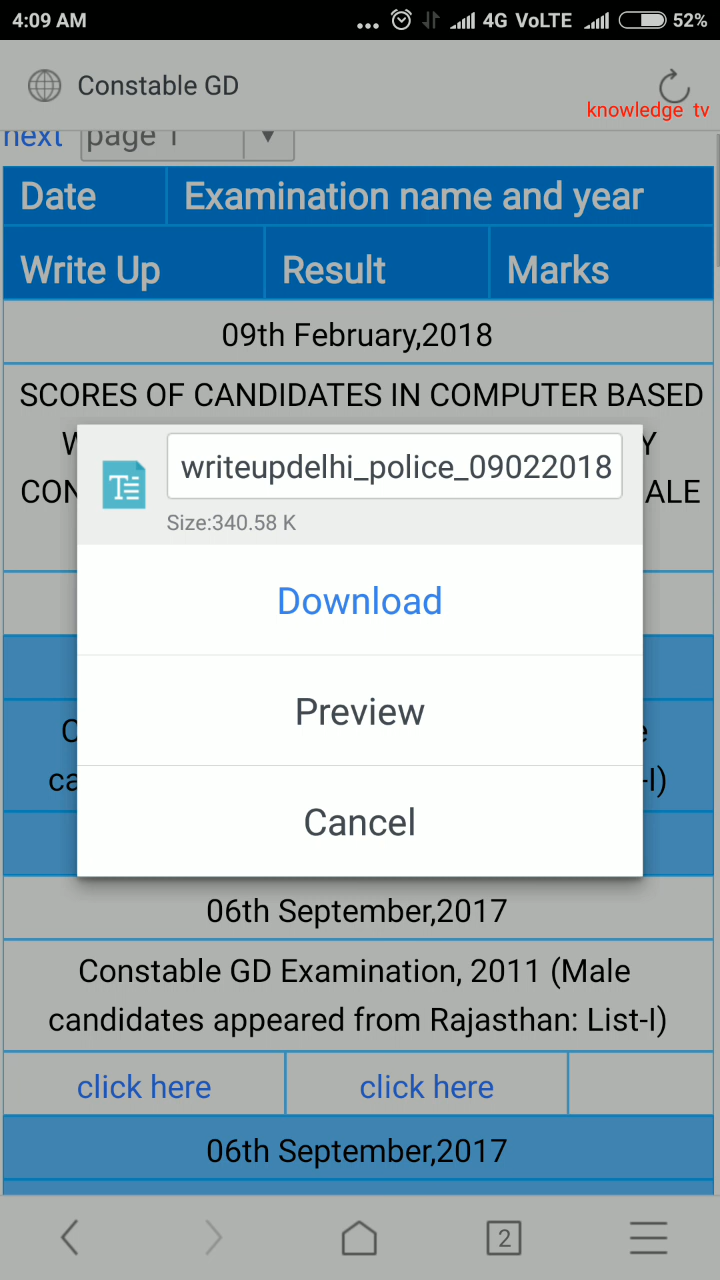 4:09 AM
... 4G VoLTE 52%
Constable GD
knowledge tv
next page 1
Date Examination name and year
Write Up Result Marks
09th February,2018
SCORES OF CANDIDATES IN COMPUTER BASED
writeupdelhi_police_09022018
Size:340.58 K
Download
Preview
Cancel
06th September,2017
Constable GD Examination, 2011 (Male
candidates appeared from Rajasthan: List-I)
click here click here
06th September,2017
2